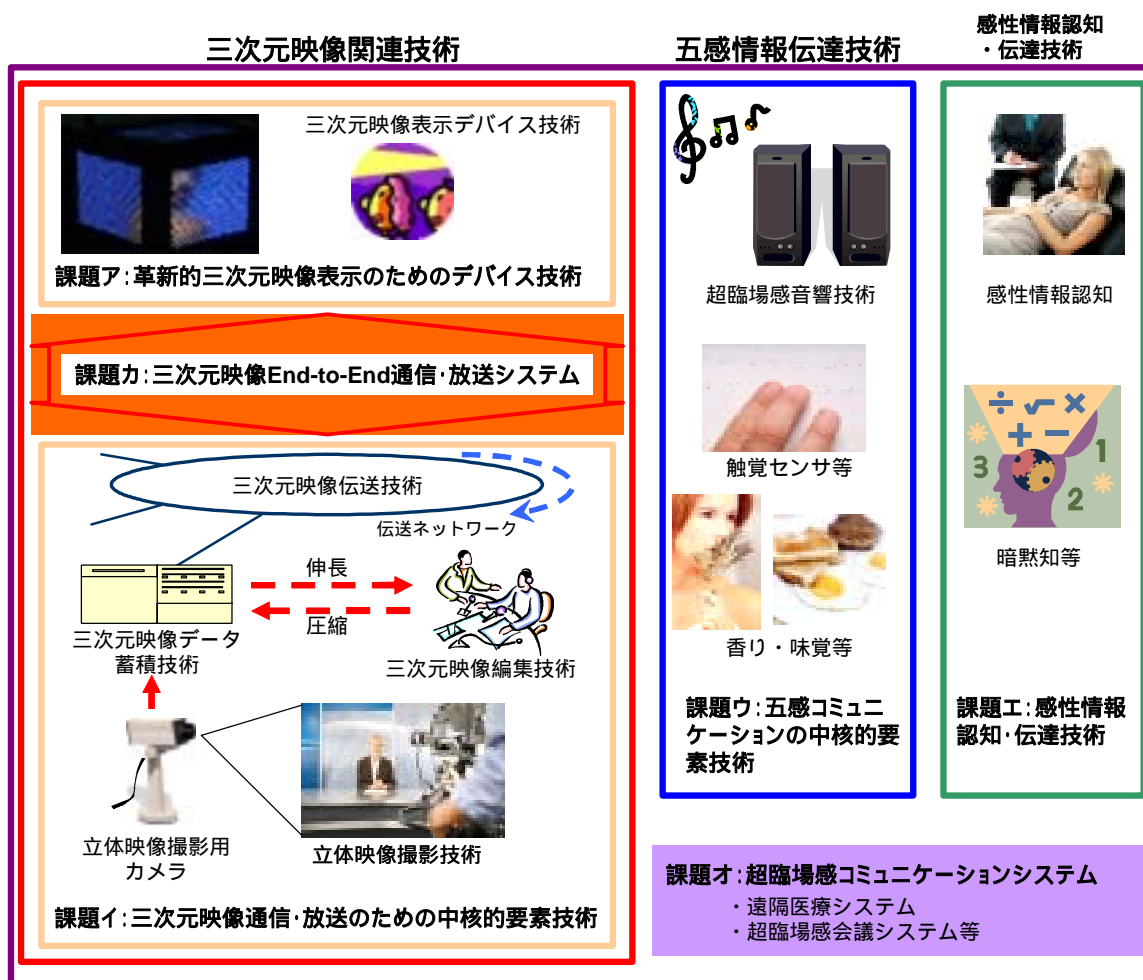 三次元映像関連技術
五感情報伝達技術
感性情報認知
・伝達技術
三次元映像表示デバイス技術
課題ア:革新的三次元映像表示のためのデバイス技術
課題カ:三次元映像End-to-End通信・放送システム
三次元映像伝送技術
伝送ネットワーク
伸長
圧縮
三次元映像データ
蓄積技術
三次元映像編集技術
立体映像撮影用
カメラ
立体映像撮影技術
課題イ:三次元映像通信・放送のための中核的要素技術
超臨場感音響技術
触覚センサ等
香り・味覚等
課題ウ:五感コミュニ
ケーションの中核的要
素技術
感性情報認知
÷ √ ×
+ −
3
1
2
暗黙知等
課題エ:感性情報
認知・伝達技術
課題オ:超臨場感コミュニケーションシステム
・遠隔医療システム
・超臨場感会議システム等